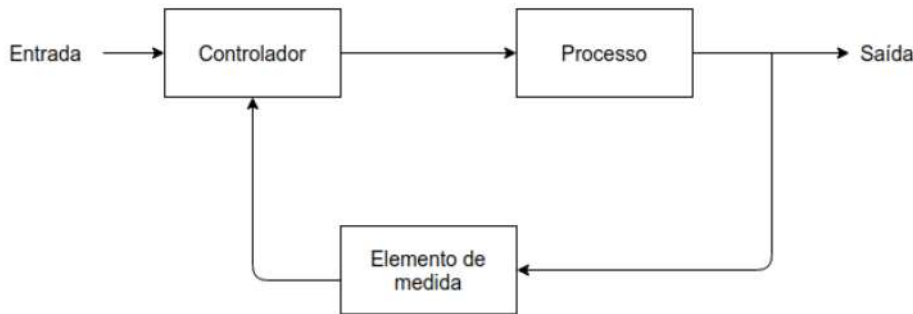 Entrada
Controlador
Processo
Saída
Elemento de
medida